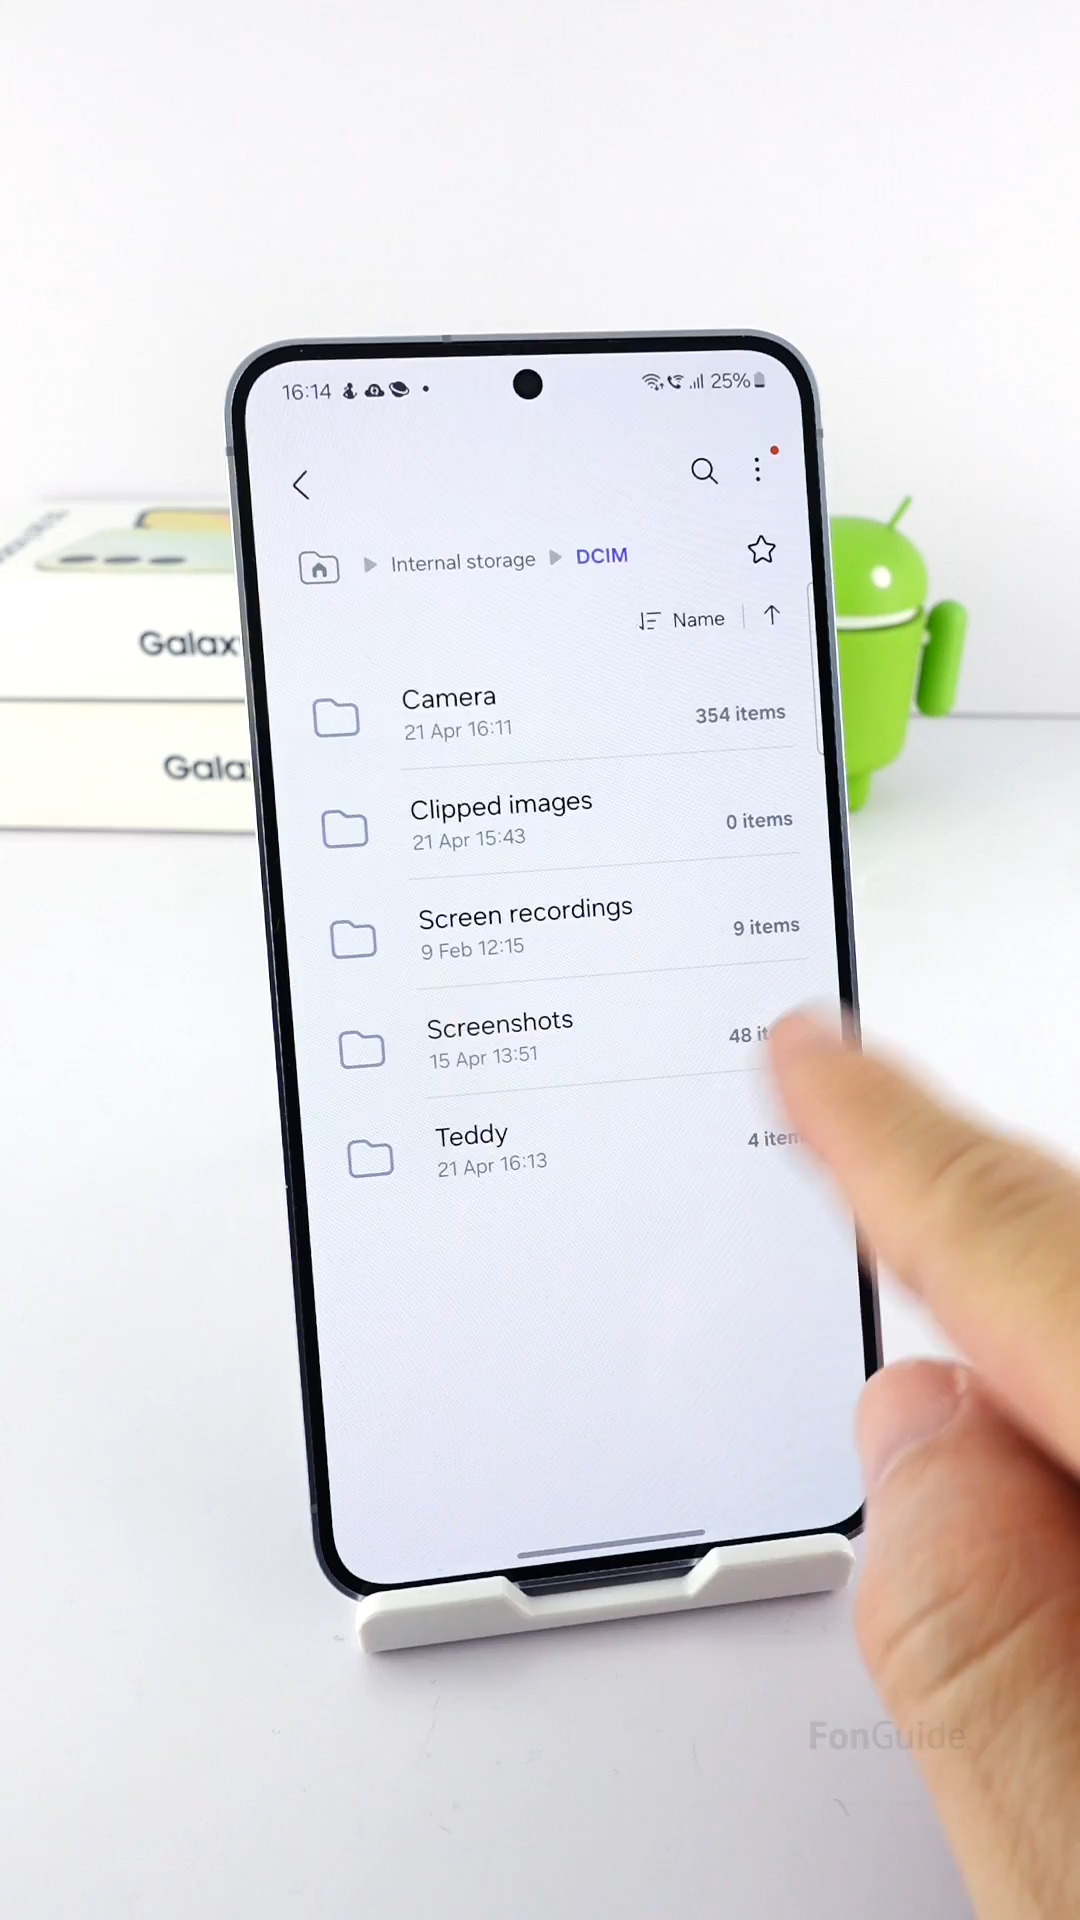 16:14
25%
Internal storage
DCIM
Name
Camera
354 items
21 Apr 16:11
Clipped images
0 items
21 Apr 15:43
Screen recordings
9 items
9 Feb 12:15
Screenshots
48 it
15 Apr 13:51
Teddy
4 item
21 Apr 16:13
Galax
Gala
FonGuide